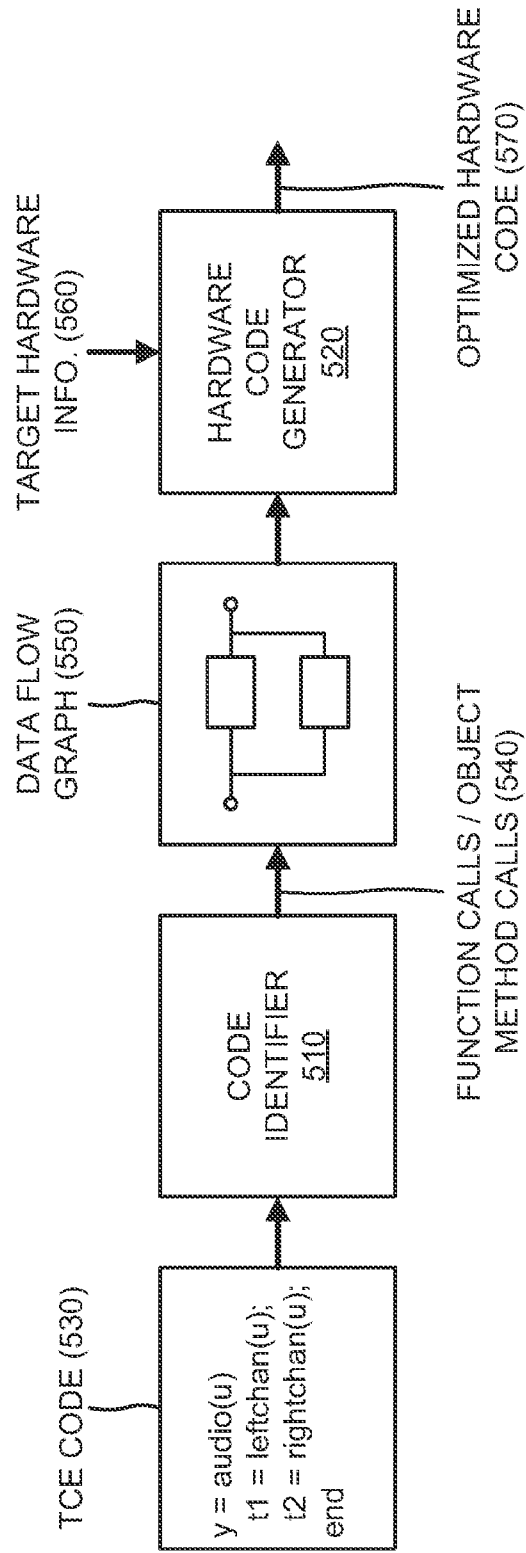 TCE CODE (530)
y = audio(u)
t1 = leftchan(u);
t2 = rightchan(u);
end
CODE
IDENTIFIER
510
FUNCTION CALLS / OBJECT
METHOD CALLS (540)
DATA FLOW
GRAPH (550)
TARGET HARDWARE
INFO. (560)
HARDWARE
CODE
GENERATOR
520
OPTIMIZED HARDWARE
CODE (570)